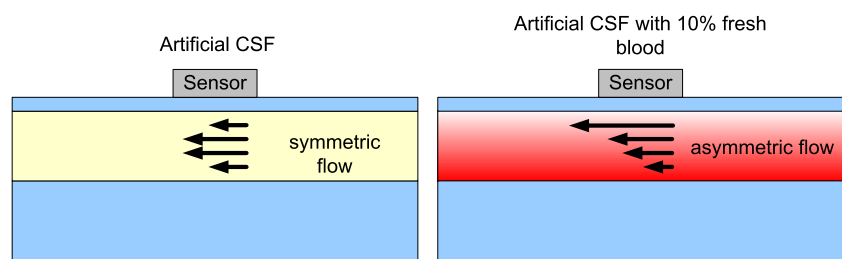 Artificial CSF
Sensor
symmetric
flow
Artificial CSF with 10% fresh
blood
Sensor
asymmetric flow